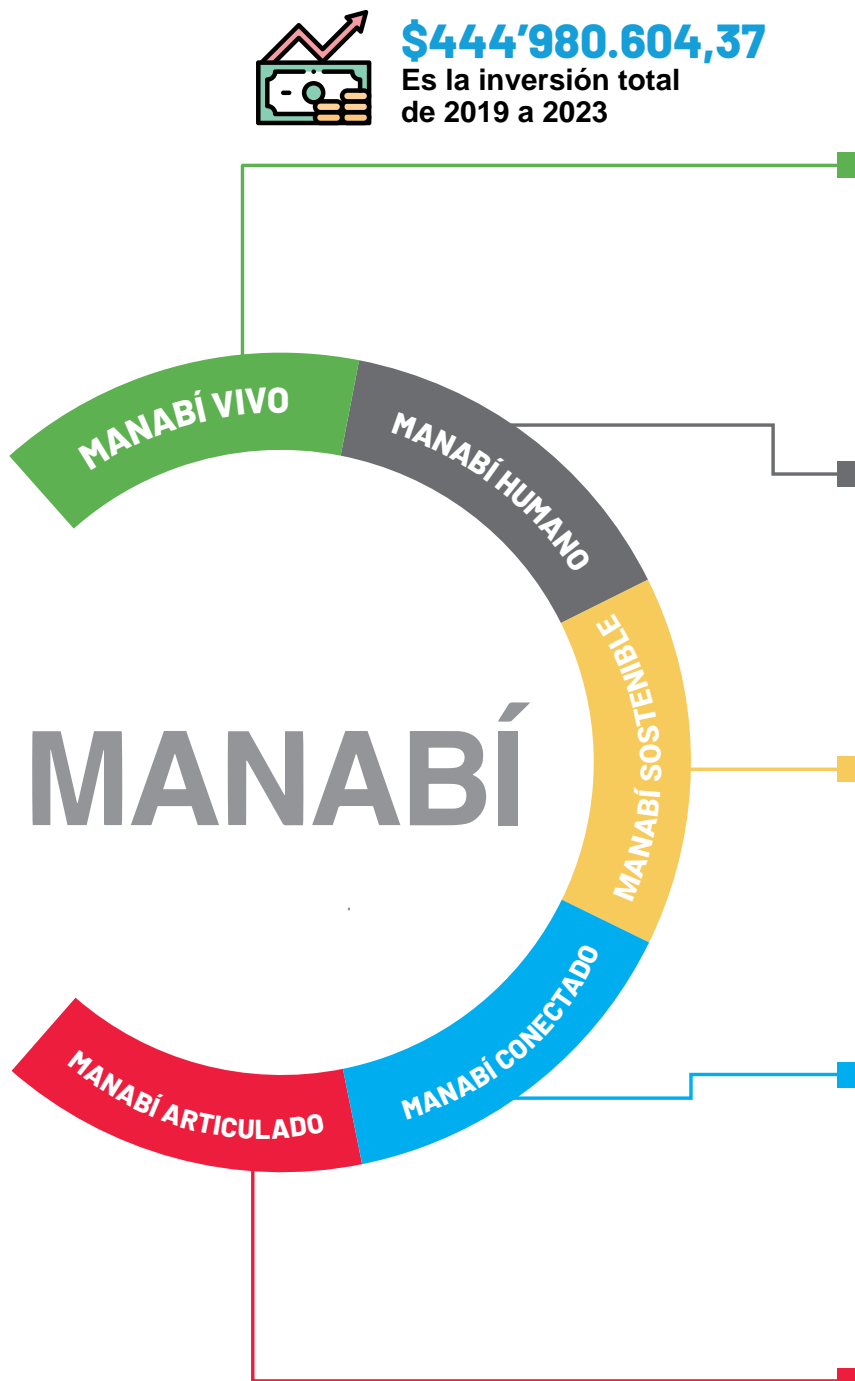 $444’980.604,37
Es la inversión total
de 2019 a 2023
MANABÍ VIVO
MANABÍ HUMANO
MANABÍ SOSTENIBLE
MANABÍ
MANABÍ CONECTADO
MANABÍ ARTICULADO